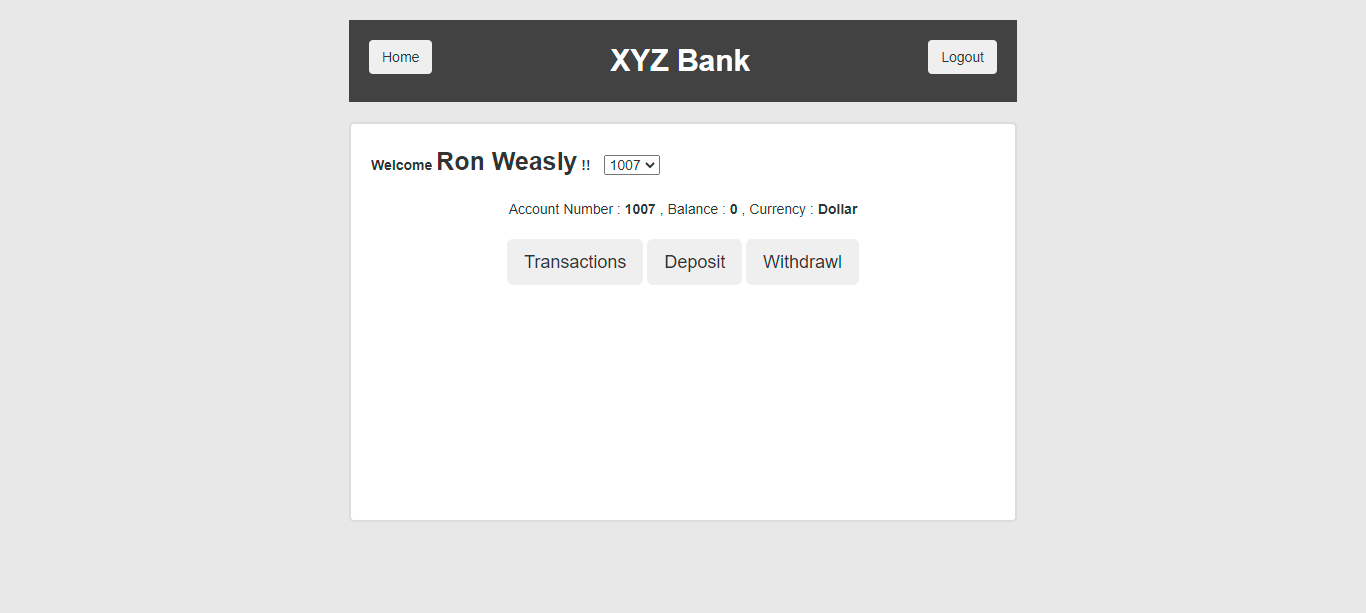 Home XYZ Bank Logout
Welcome Ron Weasly !! 1007
Account Number : 1007 , Balance : 0 , Currency : Dollar
Transactions Deposit Withdrawl